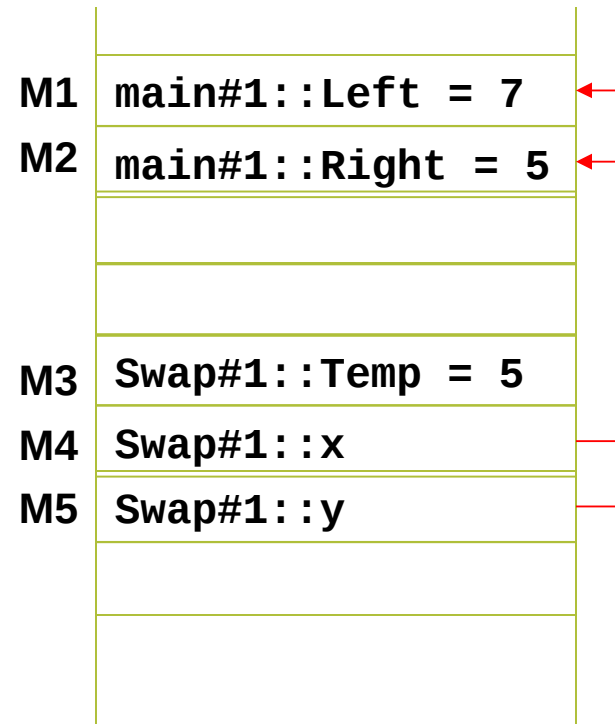 M1 main#1::Left = 7
M2 main#1::Right = 5
M3 Swap#1::Temp = 5
M4 Swap#1::x
M5 Swap#1::y